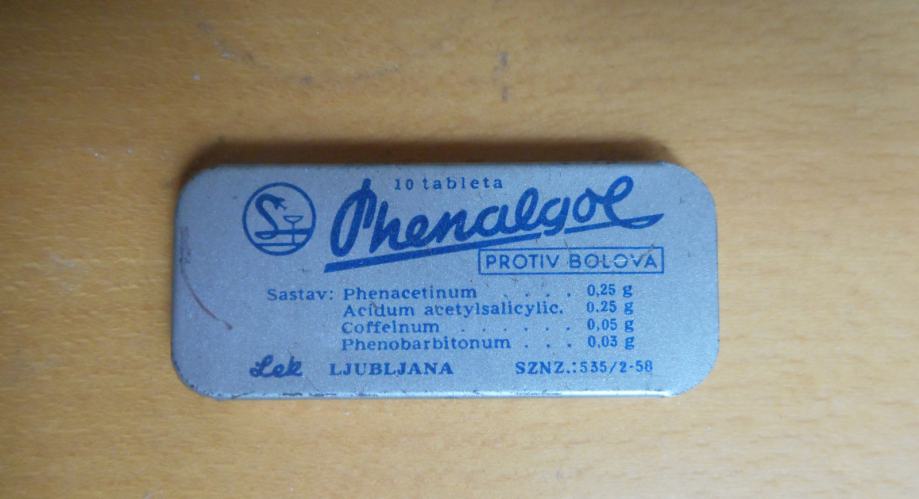 10 tableta
Phenalgol
PROTIV BOLOVA
Sastav: Phenacetinum . . . . 0,25 g
Acidum acetylsalicylic. 0.25 g
Coffeinum . . . . . . 0,05 g
Phenobarbitonum . . . 0,03 g
Lek LJUBLJANA SZNZ.:535/2-58